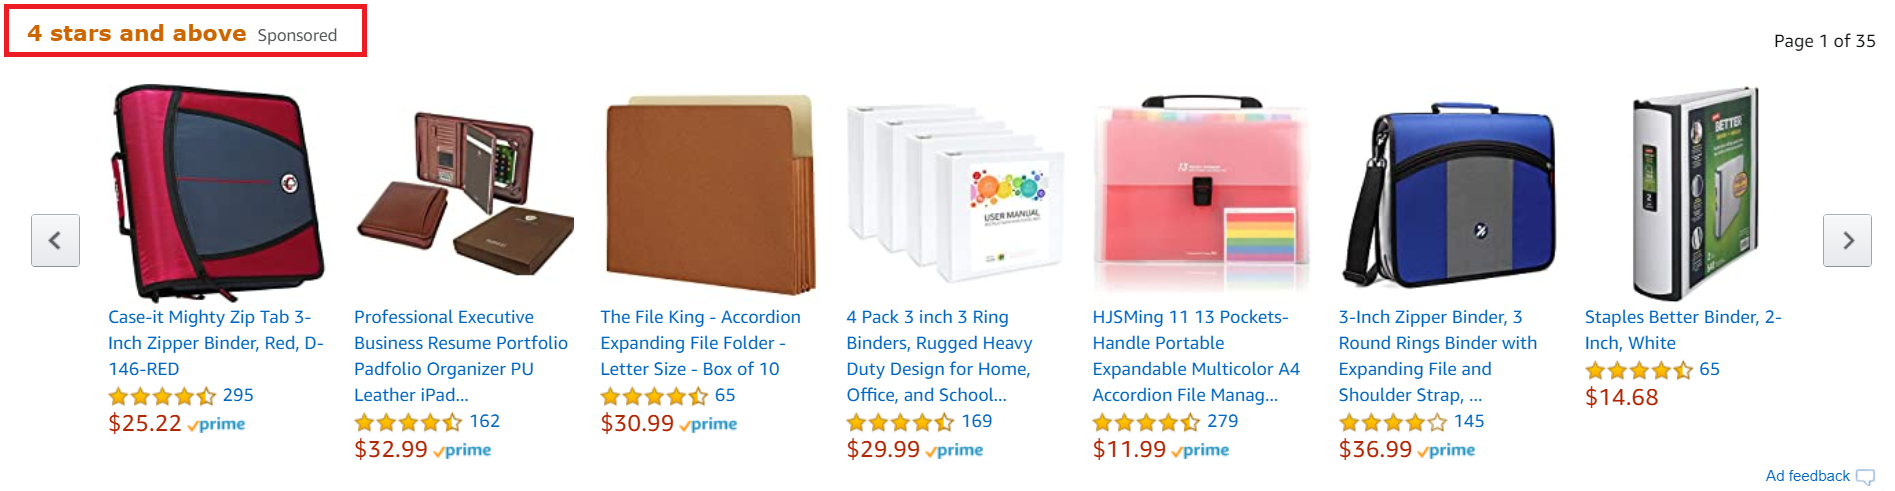 4 stars and above Sponsored
Page 1 of 35
USER MANUAL
BETTER
Case-it Mighty Zip Tab 3-
Inch Zipper Binder, Red, D-
146-RED
295
$25.22 prime
Professional Executive
Business Resume Portfolio
Padfolio Organizer PU
Leather iPad...
162
$32.99 prime
The File King - Accordion
Expanding File Folder -
Letter Size - Box of 10
65
$30.99 prime
4 Pack 3 inch 3 Ring
Binders, Rugged Heavy
Duty Design for Home,
Office, and School...
169
$29.99 prime
HJSMing 11 13 Pockets-
Handle Portable
Expandable Multicolor A4
Accordion File Manag...
279
$11.99 prime
3-Inch Zipper Binder, 3
Round Rings Binder with
Expanding File and
Shoulder Strap, ...
145
$36.99 prime
Staples Better Binder, 2-
Inch, White
65
$14.68
Ad feedback